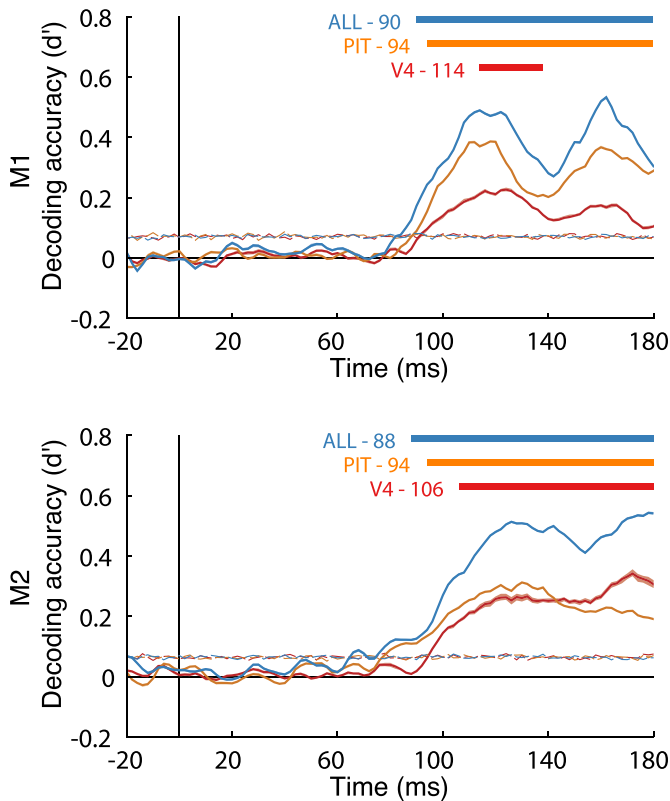 ALL - 90
PIT - 94
V4 - 114
0.8
0.6
0.4
0.2
0
-0.2
M1
Decoding accuracy (d')
-20 20 60 100 140 180
Time (ms)
ALL - 88
PIT - 94
V4 - 106
0.8
0.6
0.4
0.2
0
-0.2
M2
Decoding accuracy (d')
-20 20 60 100 140 180
Time (ms)